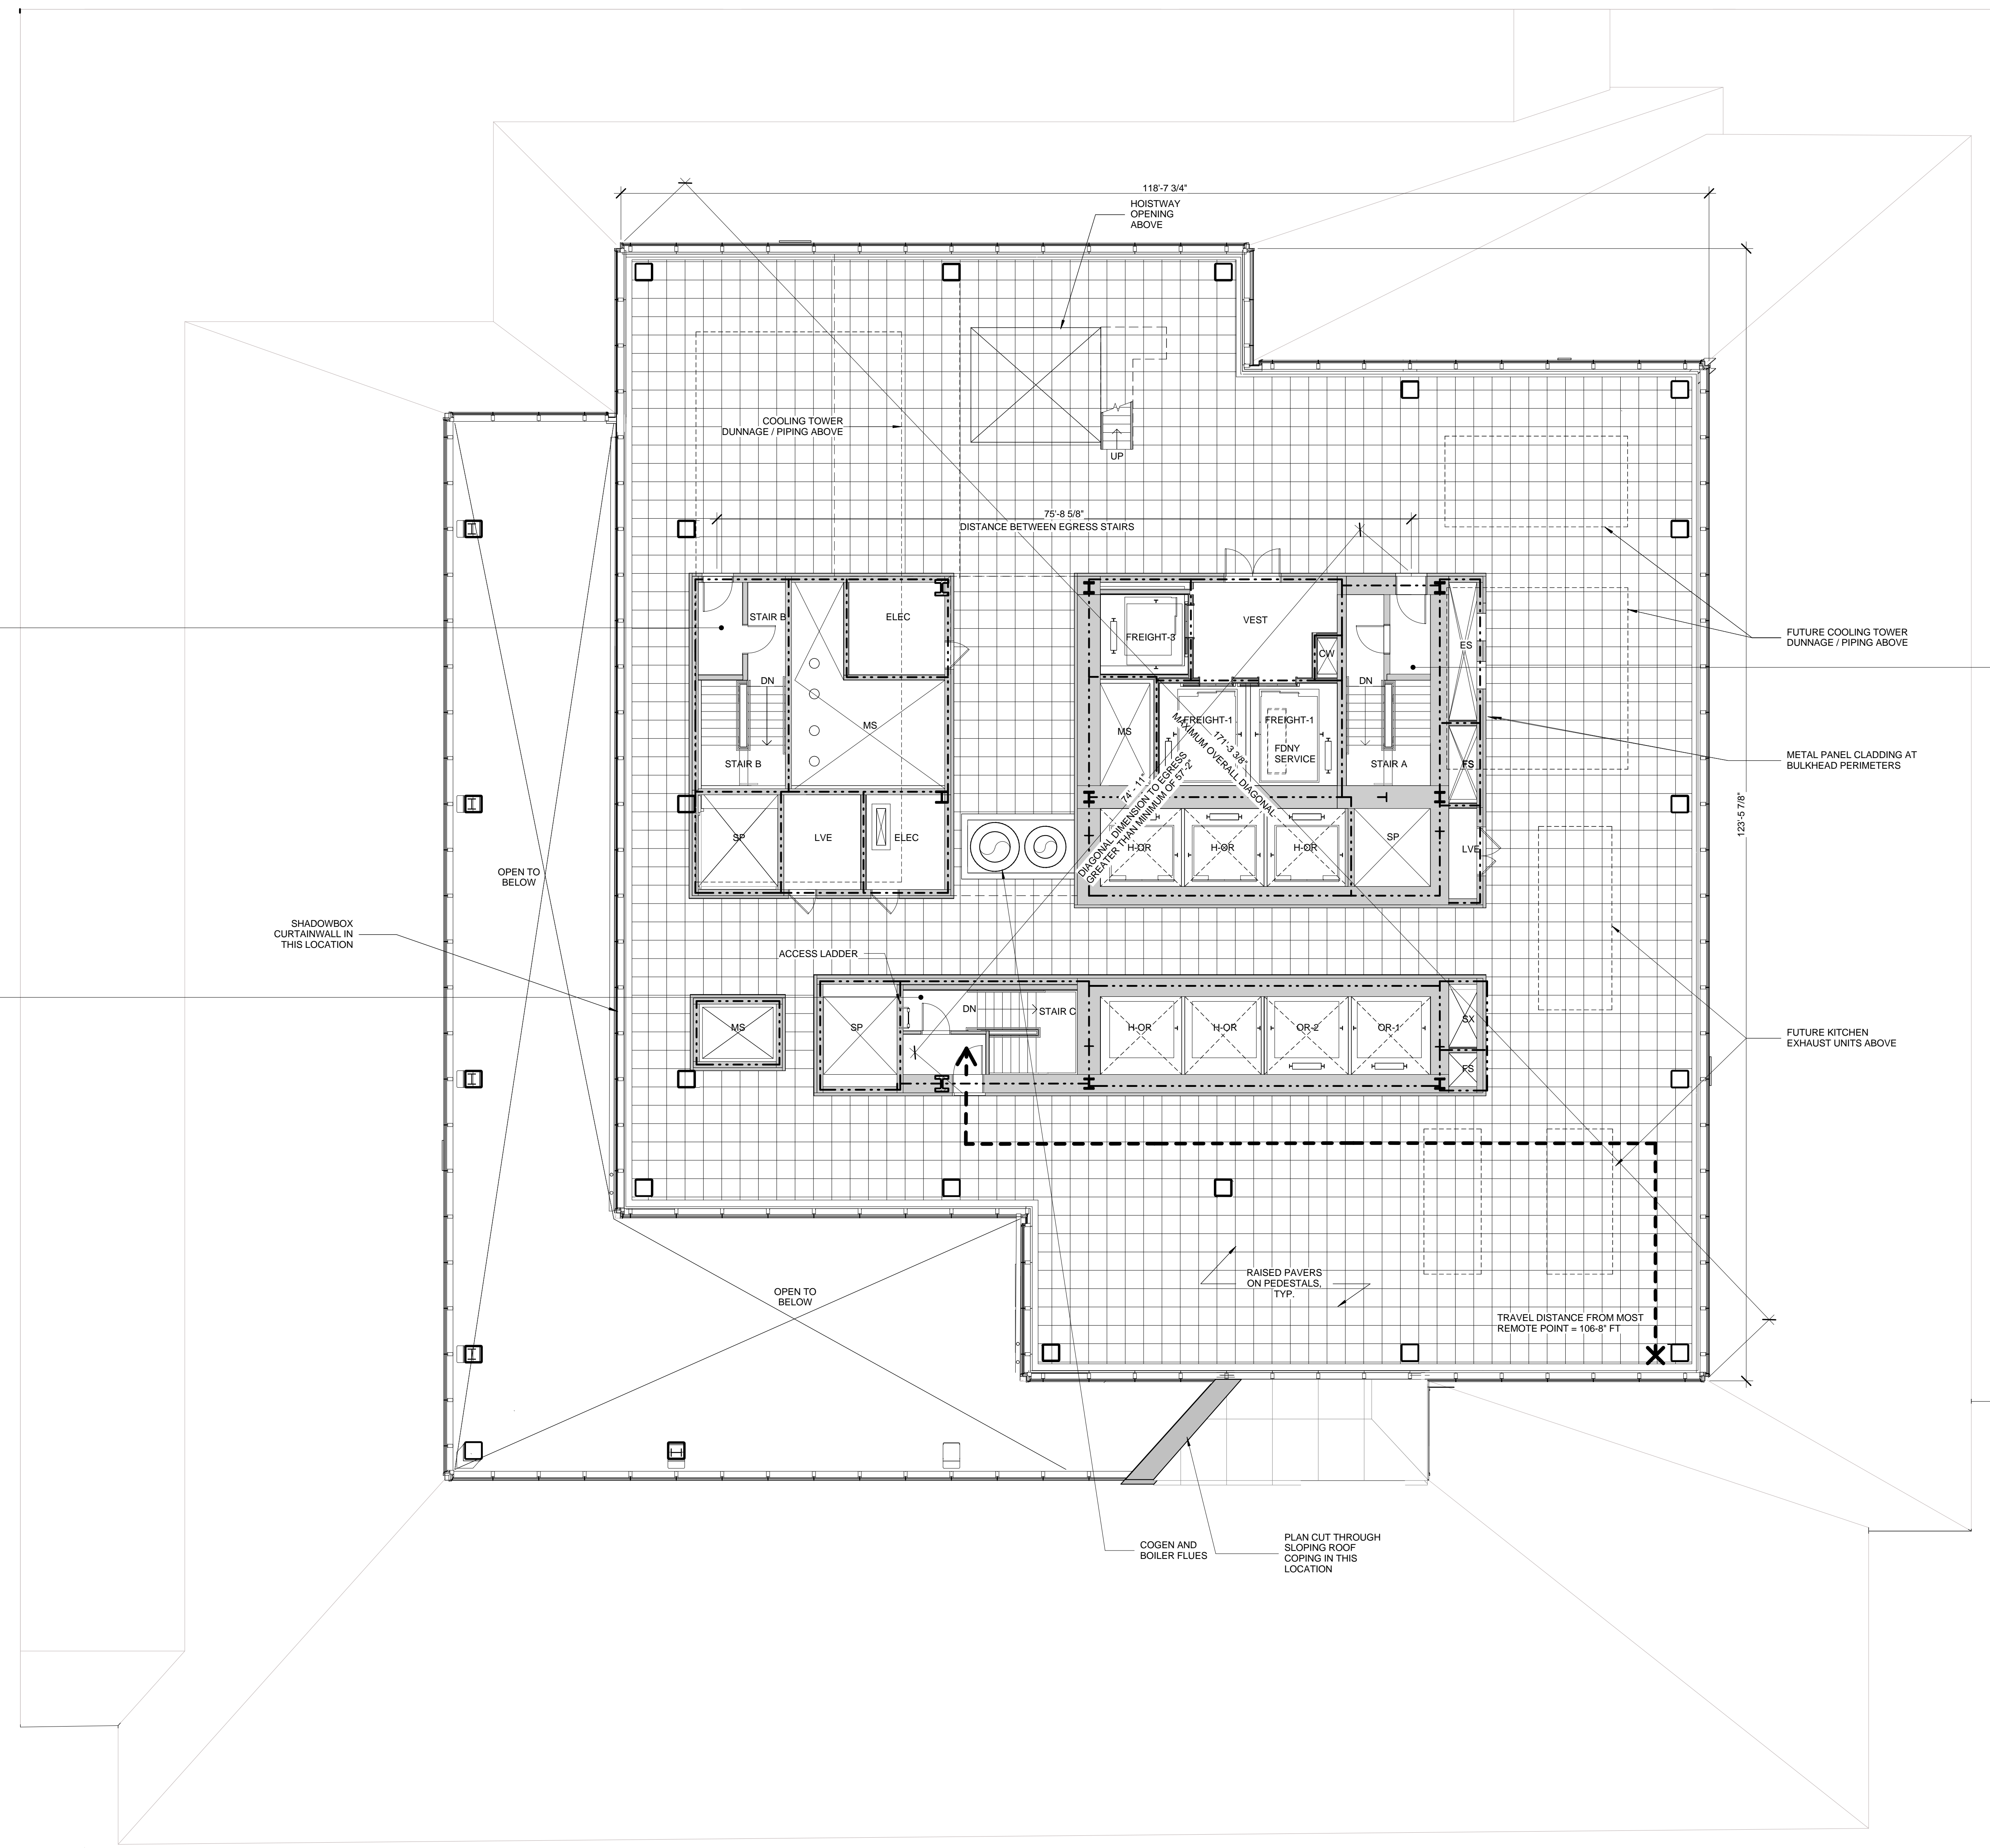 118'-7 3/4"
HOISTWAY
OPENING
ABOVE
COOLING TOWER
DUNNAGE / PIPING ABOVE
UP
75'-8 5/8"
DISTANCE BETWEEN EGRESS STAIRS
STAIR B
ELEC
DN
MS
STAIR B
SP
LVE
ELEC
FREIGHT-3
VEST
CW
DN
ES
MS
FREIGHT-1
FREIGHT-1
FDNY
SERVICE
STAIR A
FS
171'-3 3/8"
MAXIMUM OVERALL DIAGONAL
74' - 11"
DIAGONAL DIMENSION TO EGRESS
GREATER THAN MINIMUM OF 57'-
H-OR
H-OR
H-OR
SP
LVE
FUTURE COOLING TOWER
DUNNAGE / PIPING ABOVE
METAL PANEL CLADDING AT
BULKHEAD PERIMETERS
123'-5 7/8"
OPEN TO
BELOW
SHADOWBOX
CURTAINWALL IN
THIS LOCATION
ACCESS LADDER
MS
SP
DN
STAIR C
H-OR
H-OR
OR-2
OR-1
SX
FS
FUTURE KITCHEN
EXHAUST UNITS ABOVE
OPEN TO
BELOW
RAISED PAVERS
ON PEDESTALS,
TYP.
TRAVEL DISTANCE FROM MOST
REMOTE POINT = 106-8" FT
COGEN AND
BOILER FLUES
PLAN CUT THROUGH
SLOPING ROOF
COPING IN THIS
LOCATION